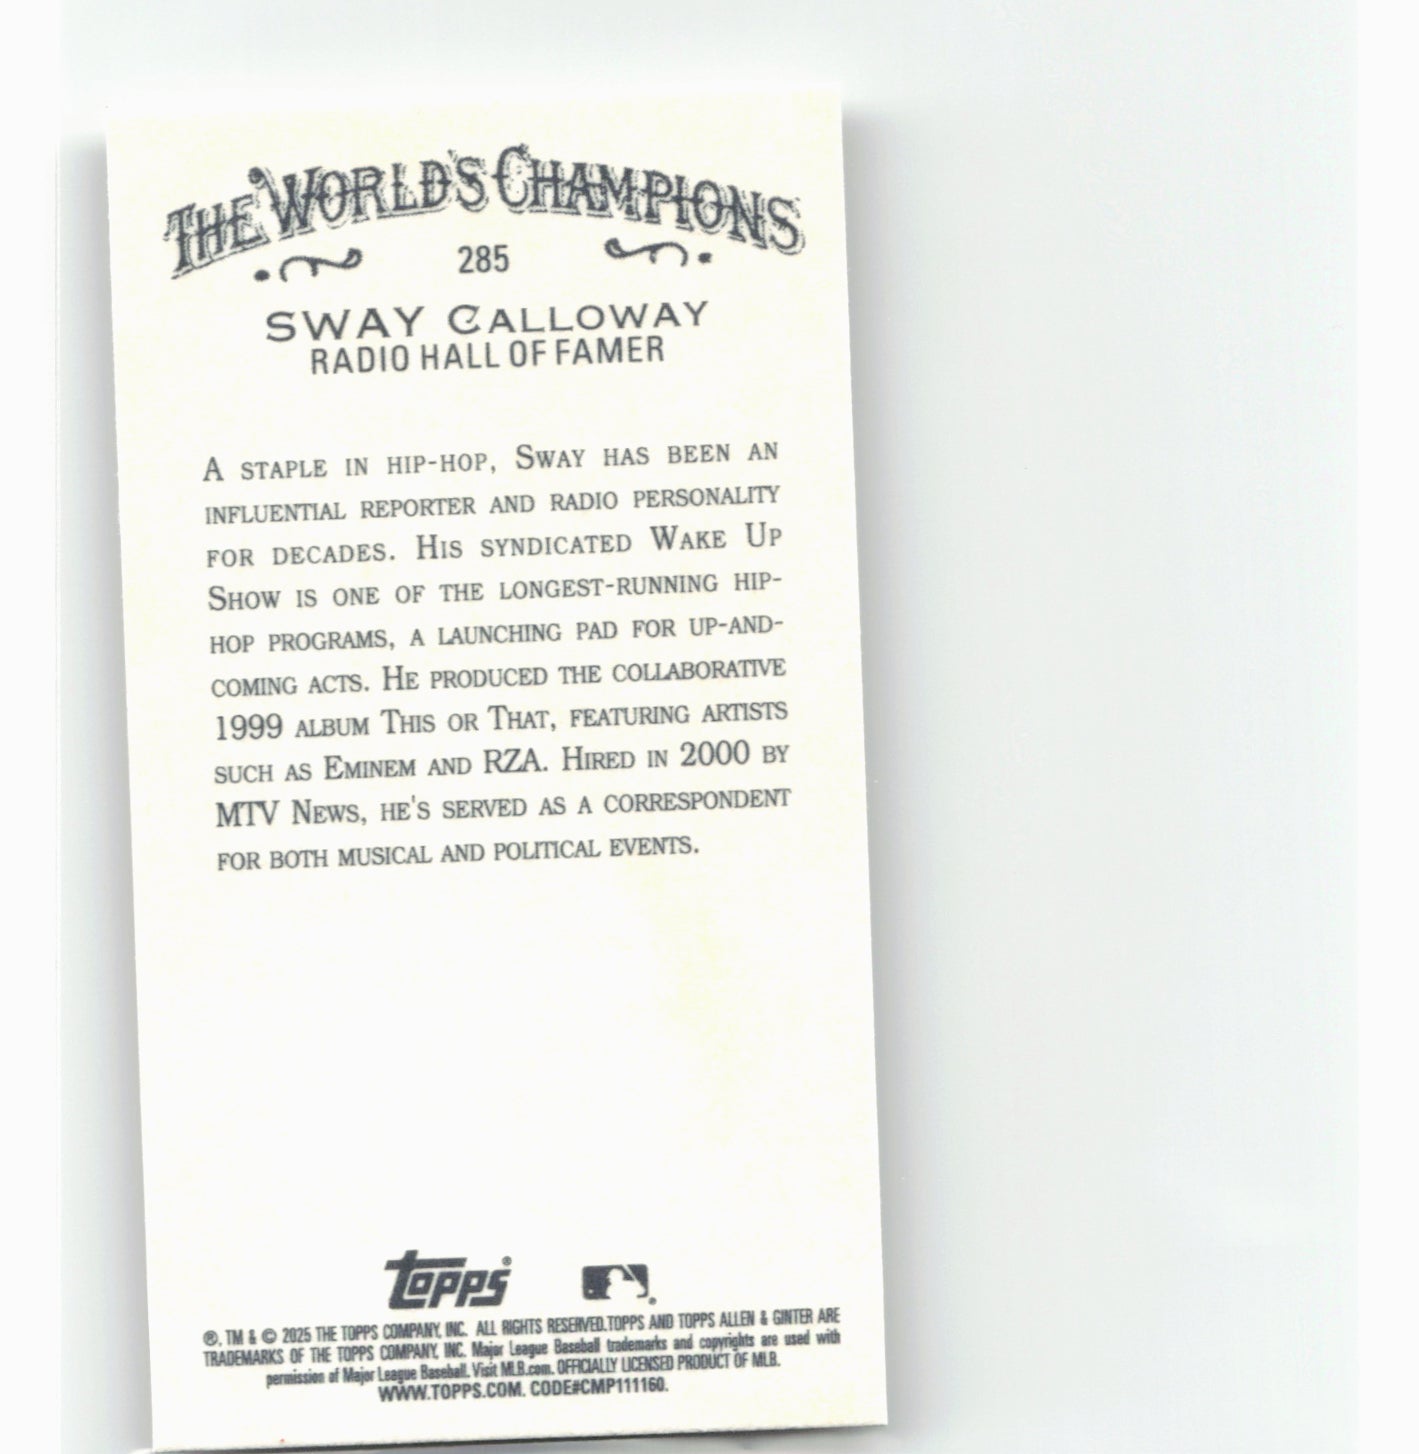 THE WORLD'S CHAMPIONS
285
SWAY CALLOWAY
RADIO HALL OF FAMER
A STAPLE IN HIP-HOP, SWAY HAS BEEN AN
INFLUENTIAL REPORTER AND RADIO PERSONALITY
FOR DECADES. HIS SYNDICATED WAKE UP
SHOW IS ONE OF THE LONGEST-RUNNING HIP-
HOP PROGRAMS, A LAUNCHING PAD FOR UP-AND-
COMING ACTS. HE PRODUCED THE COLLABORATIVE
1999 ALBUM THIS OR THAT, FEATURING ARTISTS
SUCH AS EMINEM AND RZA. HIRED IN 2000 BY
MTV NEWS, HE'S SERVED AS A CORRESPONDENT
FOR BOTH MUSICAL AND POLITICAL EVENTS.
topps®
®, TM & © 2025 THE TOPPS COMPANY, INC. ALL RIGHTS RESERVED.TOPPS AND TOPPS ALLEN & GINTER ARE
TRADEMARKS OF THE TOPPS COMPANY, INC. Major League Baseball trademarks and copyrights are used with
permission of Major League Baseball. Visit MLB.com. OFFICIALLY LICENSED PRODUCT OF MLB.
WWW.TOPPS.COM. CODE#CMP111160.